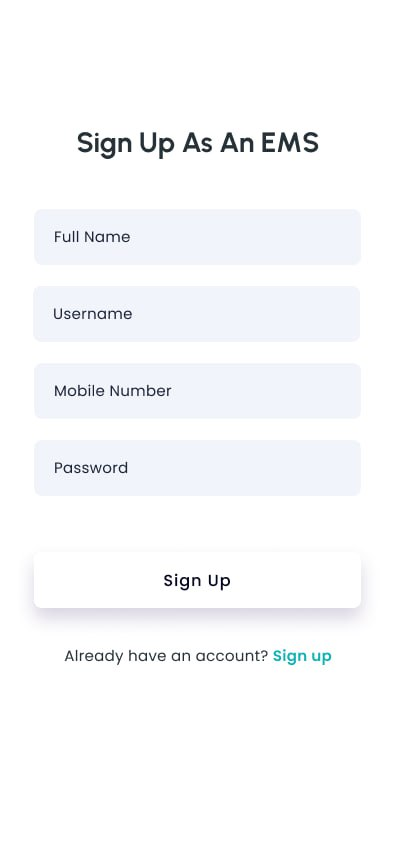 Sign Up As An EMS
Full Name
Username
Mobile Number
Password
Sign Up
Already have an account? Sign up